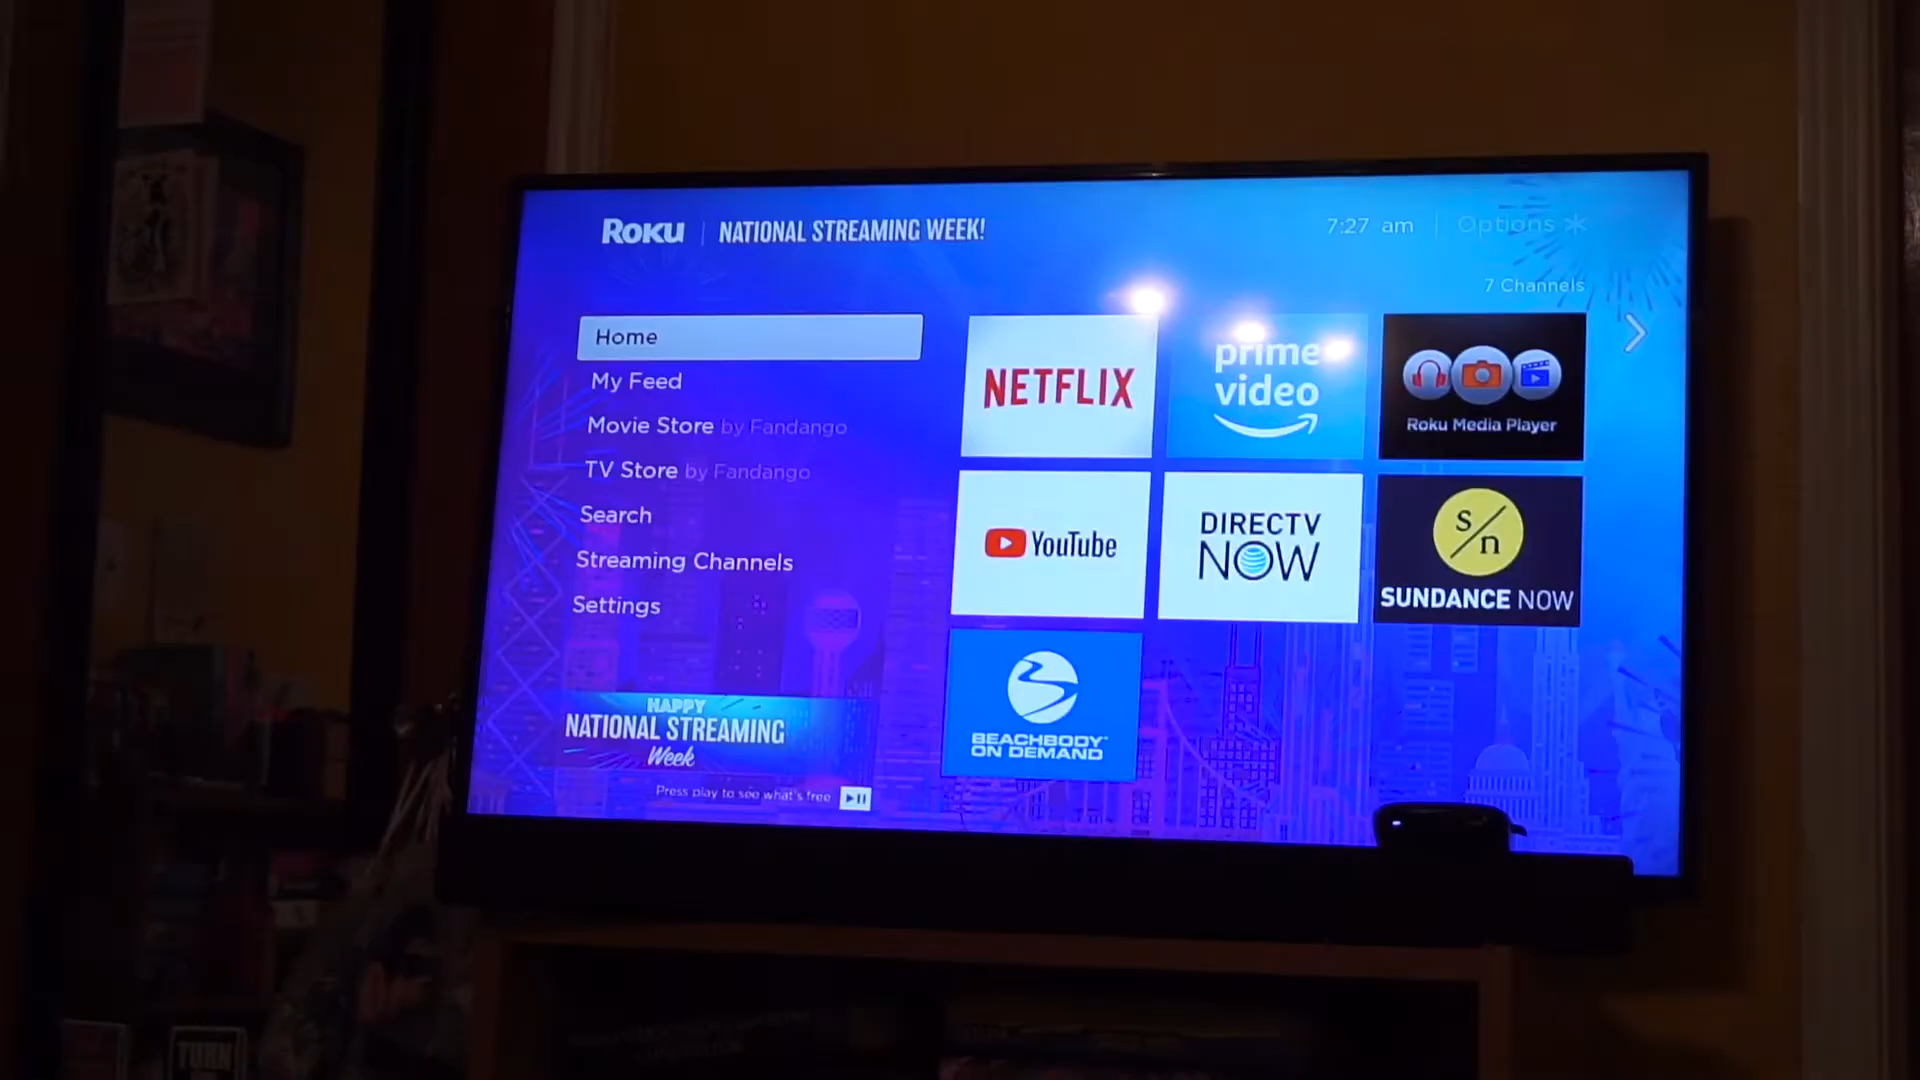 ROKU | NATIONAL STREAMING WEEK!
7:27 am | Options *
7 Channels
Home
My Feed
Movie Store by Fandango
TV Store by Fandango
Search
Streaming Channels
Settings
HAPPY
NATIONAL STREAMING
Week
Press play to see what's free
NETFLIX
prime
video
Roku Media Player
YouTube
DIRECTV
NOW
s/n
SUNDANCE NOW
BEACHBODY
ON DEMAND
TURN